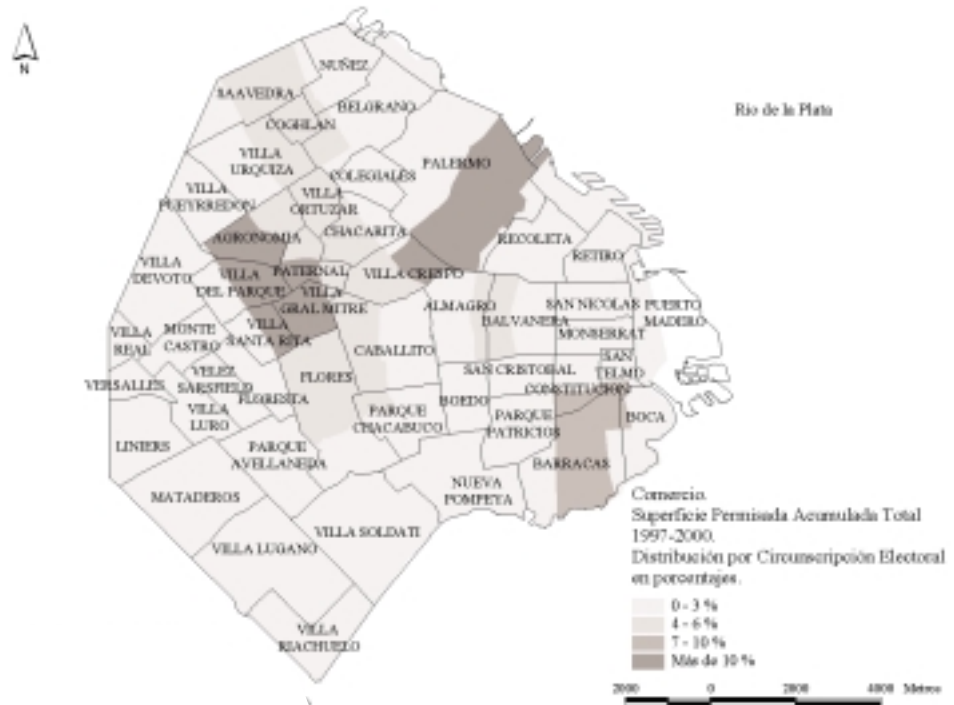 N
NUÑEZ
SAAVEDRA
BELGRANO
Río de la Plata
COGHLAN
VILLA
URQUIZA
PALERMO
COLEGIALES
VILLA
PUEYRREDON
VILLA
ORTUZAR
CHACARITA
AGRONOMIA
RECOLETA
RETIRO
VILLA
DEVOTO
VILLA
DEL PARQUE
PATERNAL
VILLA CRESPO
VILLA
GRAL MITRE
ALMAGRO
BALVANERA
SAN NICOLAS
MONSERRAT
PUERTO
MADERO
VILLA
REAL
MONTE
CASTRO
VILLA
SANTA RITA
CABALLITO
SAN
TELMO
VERSALLES
VELEZ
SARSFIELD
FLORES
SAN CRISTOBAL
CONSTITUCION
FLORESTA
BOEDO
VILLA
LURO
PARQUE
CHACABUCO
PARQUE
PATRICIOS
BOCA
LINIERS
PARQUE
AVELLANEDA
BARRACAS
MATADEROS
NUEVA
POMPEYA
VILLA SOLDATI
VILLA LUGANO
VILLA
RIACHUELO
Comercio.
Superficie Permisada Acumulada Total
1997-2000.
Distribución por Circunscripción Electoral
en porcentajes.
0 - 3 %
4 - 6 %
7 - 10 %
Más de 10 %
2000 0 2000 4000 Metros